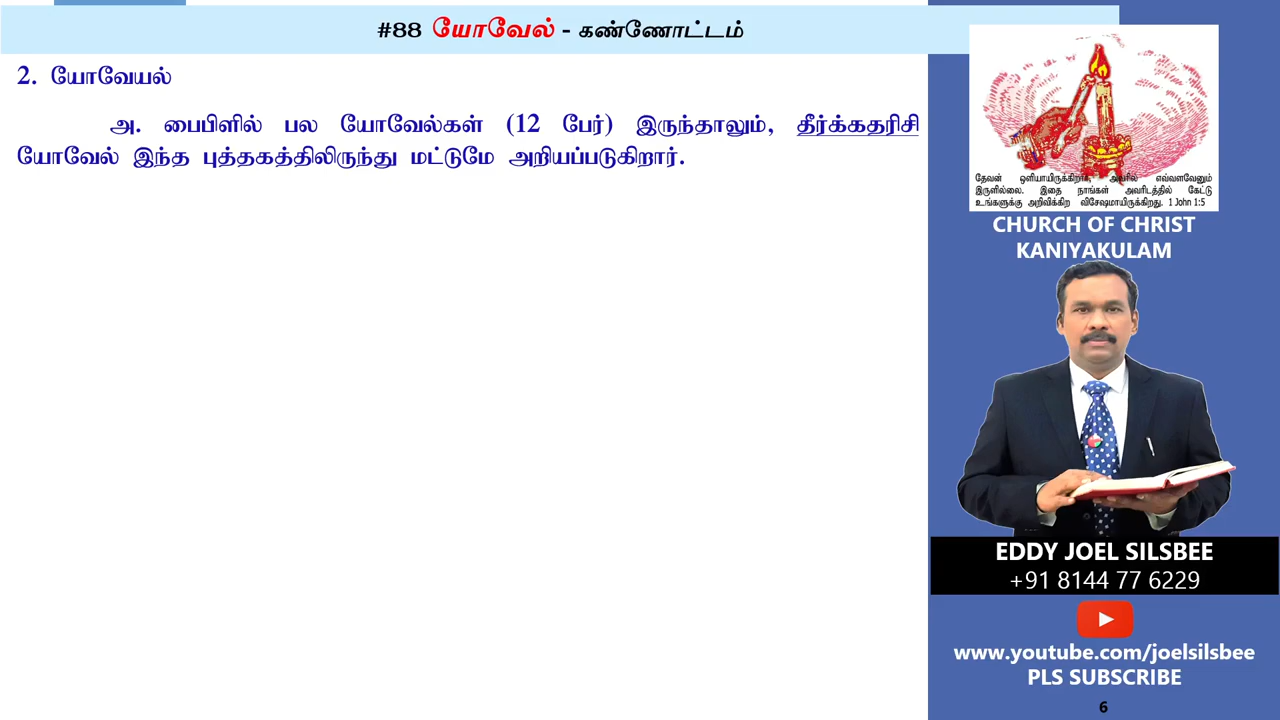 #88 யோவேல் - கண்ணோட்டம்
2. யோவேயல்
அ. பைபிளில் பல யோவேல்கள் (12 பேர்) இருந்தாலும், தீர்க்கதரிசி
யோவேல் இந்த புத்தகத்திலிருந்து மட்டுமே அறியப்படுகிறார்.
தேவன் ஒளியாயிருக்கிறார், அவரில் எவ்வளவேனும்
இருளில்லை. இதை நாங்கள் அவரிடத்தில் கேட்டு
உங்களுக்கு அறிவிக்கிற விசேஷமாயிருக்கிறது. 1 John 1:5
CHURCH OF CHRIST
KANIYAKULAM
EDDY JOEL SILSBEE
+91 8144 77 6229
www.youtube.com/joelsilsbee
PLS SUBSCRIBE
6